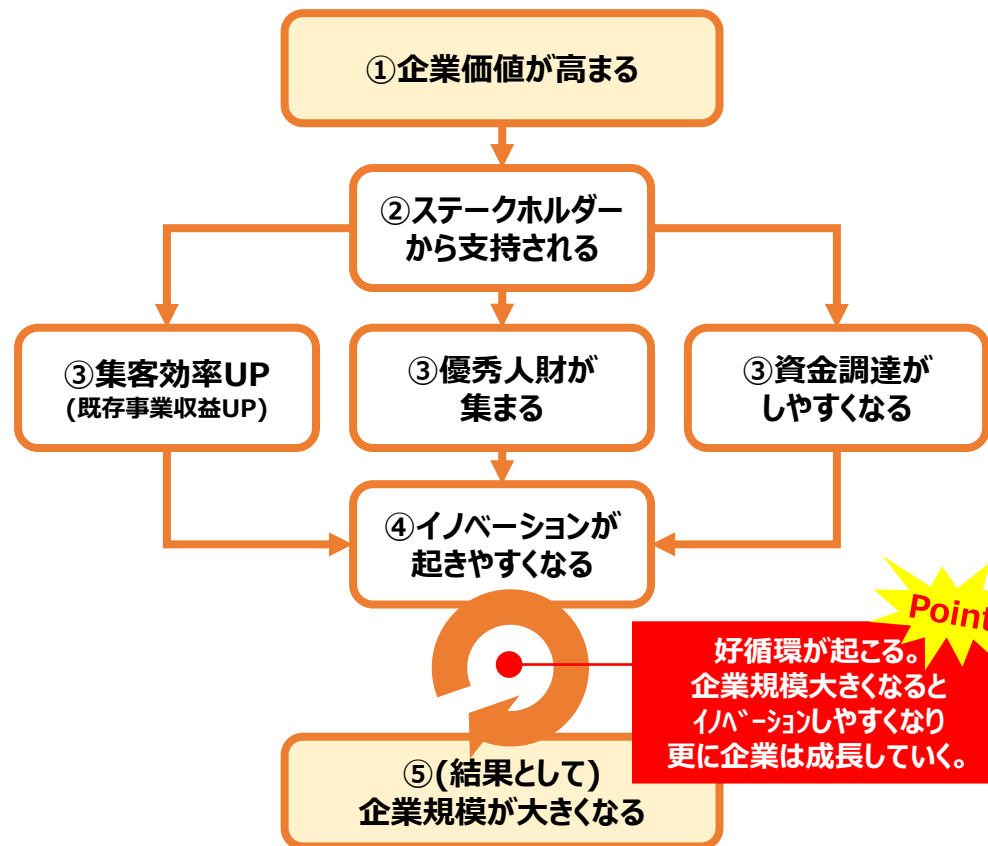 ①企業価値が高まる
②ステークホルダー
から支持される
③集客効率UP
(既存事業収益UP)
③優秀人財が
集まる
③資金調達が
しやすくなる
④イノベーションが
起きやすくなる
Point
好循環が起こる。
企業規模大きくなると
ｲﾉﾍﾞｰｼｮﾝしやすくなり
更に企業は成長していく。
⑤(結果として)
企業規模が大きくなる